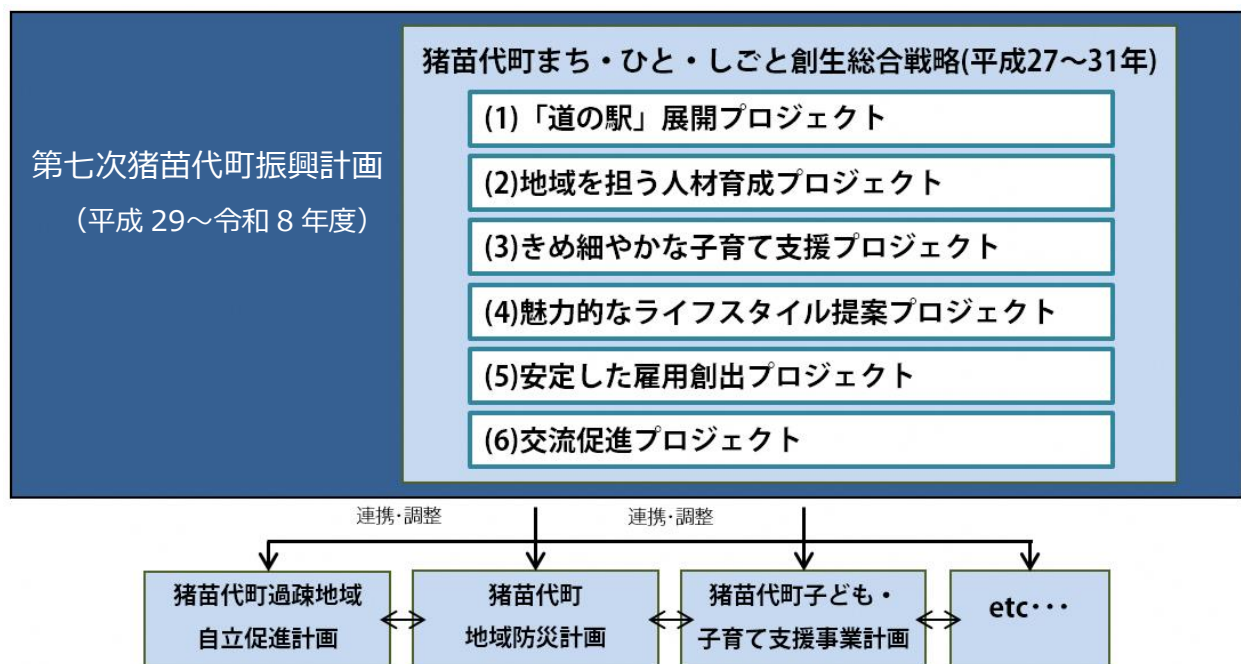 猪苗代町まち・ひと・しごと創生総合戦略(平成27～31年)
第七次猪苗代町振興計画
（平成 29～令和 8 年度）
(1)「道の駅」展開プロジェクト
(2)地域を担う人材育成プロジェクト
(3)きめ細やかな子育て支援プロジェクト
(4)魅力的なライフスタイル提案プロジェクト
(5)安定した雇用創出プロジェクト
(6)交流促進プロジェクト
連携･調整
連携･調整
猪苗代町過疎地域
自立促進計画
猪苗代町
地域防災計画
猪苗代町子ども・
子育て支援事業計画
etc･･･